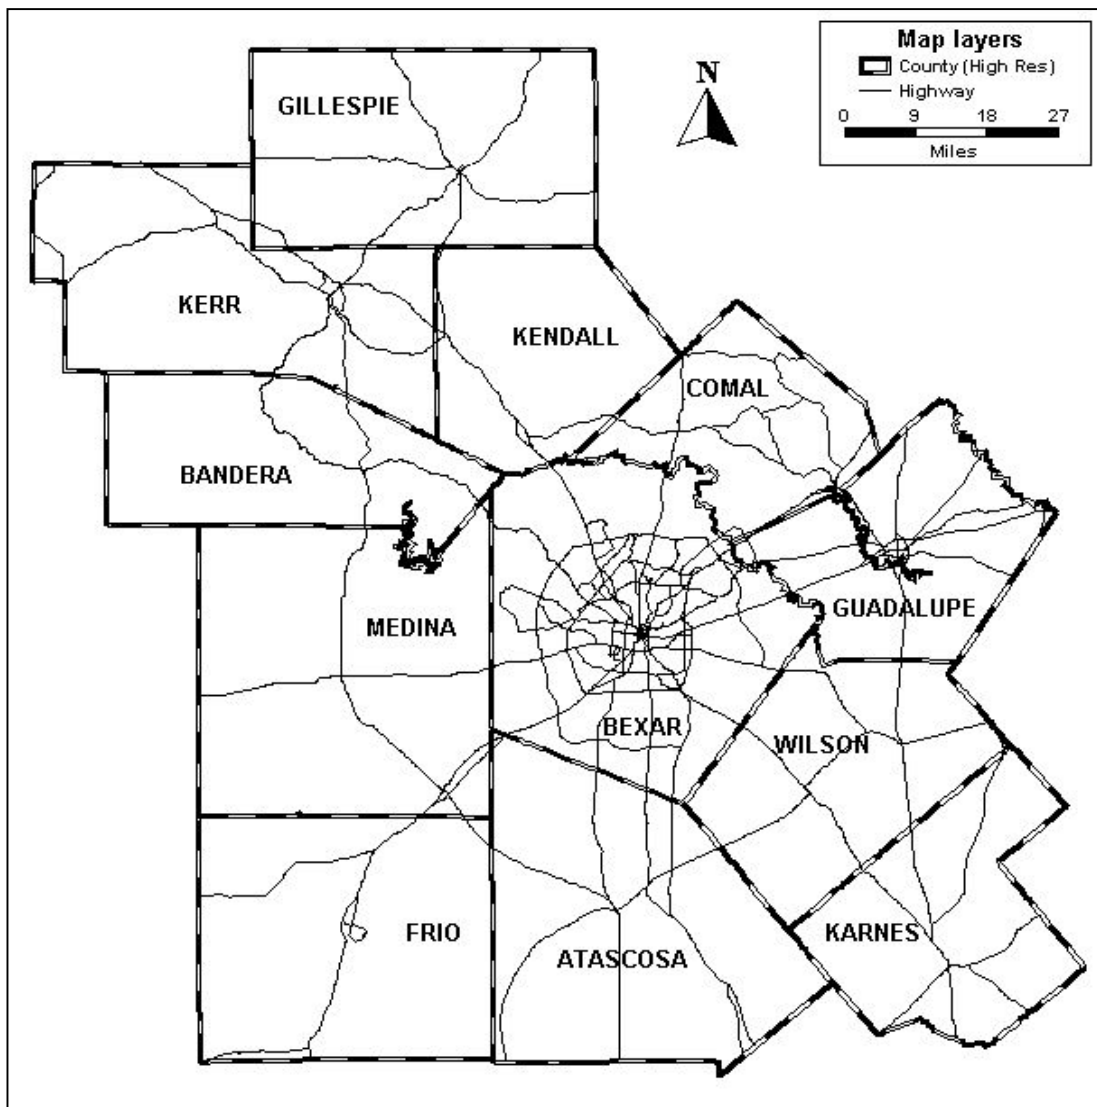 Map layers
County (High Res)
Highway
0 9 18 27
Miles
N
GILLESPIE
KERR
KENDALL
COMAL
BANDERA
GUADALUPE
MEDINA
BEXAR
WILSON
FRIO
ATASCOSA
KARNES